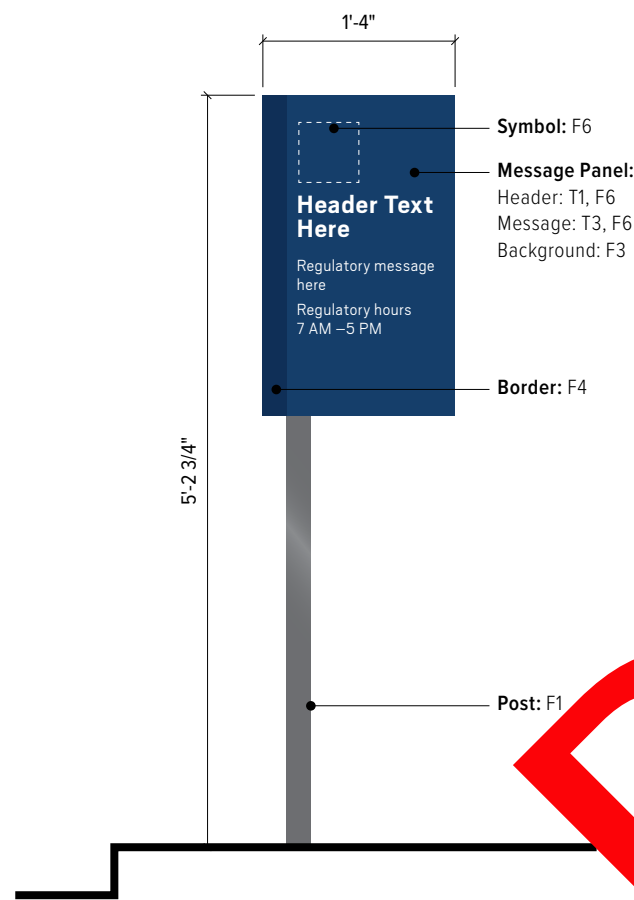 1'-4"
Symbol: F6
Message Panel:
Header: T1, F6
Message: T3, F6
Background: F3
Header Text
Here
Regulatory message
here
Regulatory hours
7 AM –5 PM
Border: F4
5'-2 3/4"
Post: F1